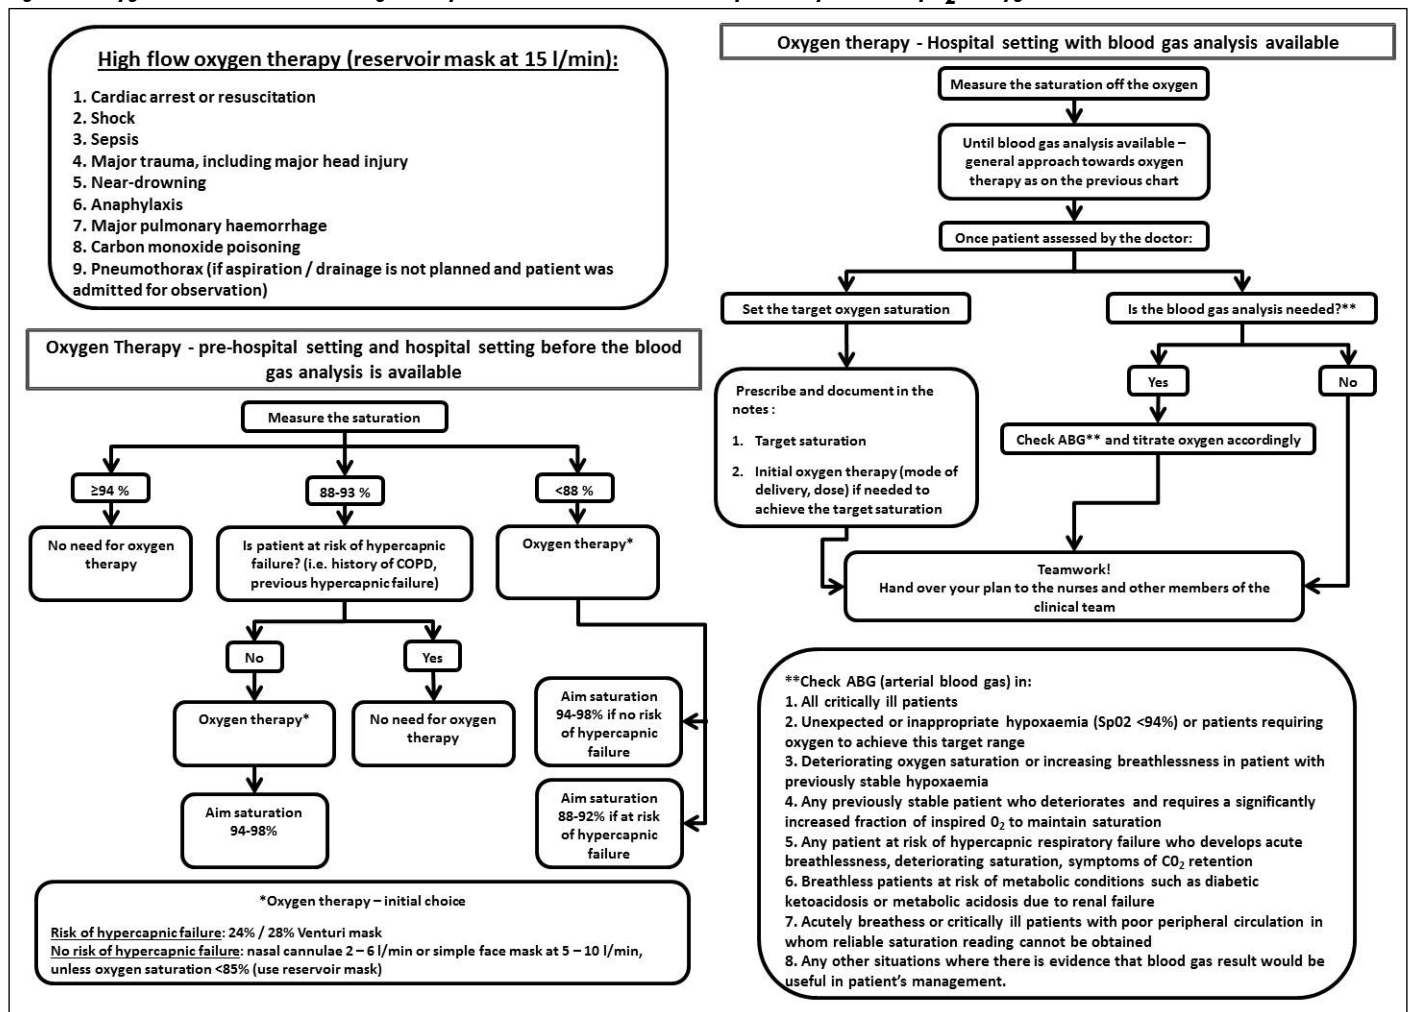 High flow oxygen therapy (reservoir mask at 15 l/min):
1. Cardiac arrest or resuscitation
2. Shock
3. Sepsis
4. Major trauma, including major head injury
5. Near-drowning
6. Anaphylaxis
7. Major pulmonary haemorrhage
8. Carbon monoxide poisoning
9. Pneumothorax (if aspiration / drainage is not planned and patient was
admitted for observation)
Oxygen Therapy - pre-hospital setting and hospital setting before the blood
gas analysis is available
Measure the saturation
≥94 %
88-93 %
<88 %
No need for oxygen
therapy
Is patient at risk of hypercapnic
failure? (i.e. history of COPD,
previous hypercapnic failure)
Oxygen therapy*
No
Yes
Oxygen therapy*
No need for oxygen
therapy
Aim saturation
94-98% if no risk
of hypercapnic
failure
Aim saturation
94-98%
Aim saturation
88-92% if at risk
of hypercapnic
failure
*Oxygen therapy – initial choice
Risk of hypercapnic failure: 24% / 28% Venturi mask
No risk of hypercapnic failure: nasal cannulae 2 – 6 l/min or simple face mask at 5 – 10 l/min,
unless oxygen saturation <85% (use reservoir mask)
Oxygen therapy - Hospital setting with blood gas analysis available
Measure the saturation off the oxygen
Until blood gas analysis available –
general approach towards oxygen
therapy as on the previous chart
Once patient assessed by the doctor:
Set the target oxygen saturation
Is the blood gas analysis needed?**
Yes
No
Prescribe and document in the
notes :
1. Target saturation
2. Initial oxygen therapy (mode of
delivery, dose) if needed to
achieve the target saturation
Check ABG** and titrate oxygen accordingly
Teamwork!
Hand over your plan to the nurses and other members of the
clinical team
**Check ABG (arterial blood gas) in:
1. All critically ill patients
2. Unexpected or inappropriate hypoxaemia (Sp02 <94%) or patients requiring
oxygen to achieve this target range
3. Deteriorating oxygen saturation or increasing breathlessness in patient with
previously stable hypoxaemia
4. Any previously stable patient who deteriorates and requires a significantly
increased fraction of inspired 0₂ to maintain saturation
5. Any patient at risk of hypercapnic respiratory failure who develops acute
breathlessness, deteriorating saturation, symptoms of C0₂ retention
6. Breathless patients at risk of metabolic conditions such as diabetic
ketoacidosis or metabolic acidosis due to renal failure
7. Acutely breathess or critically ill patients with poor peripheral circulation in
whom reliable saturation reading cannot be obtained
8. Any other situations where there is evidence that blood gas result would be
useful in patient's management.